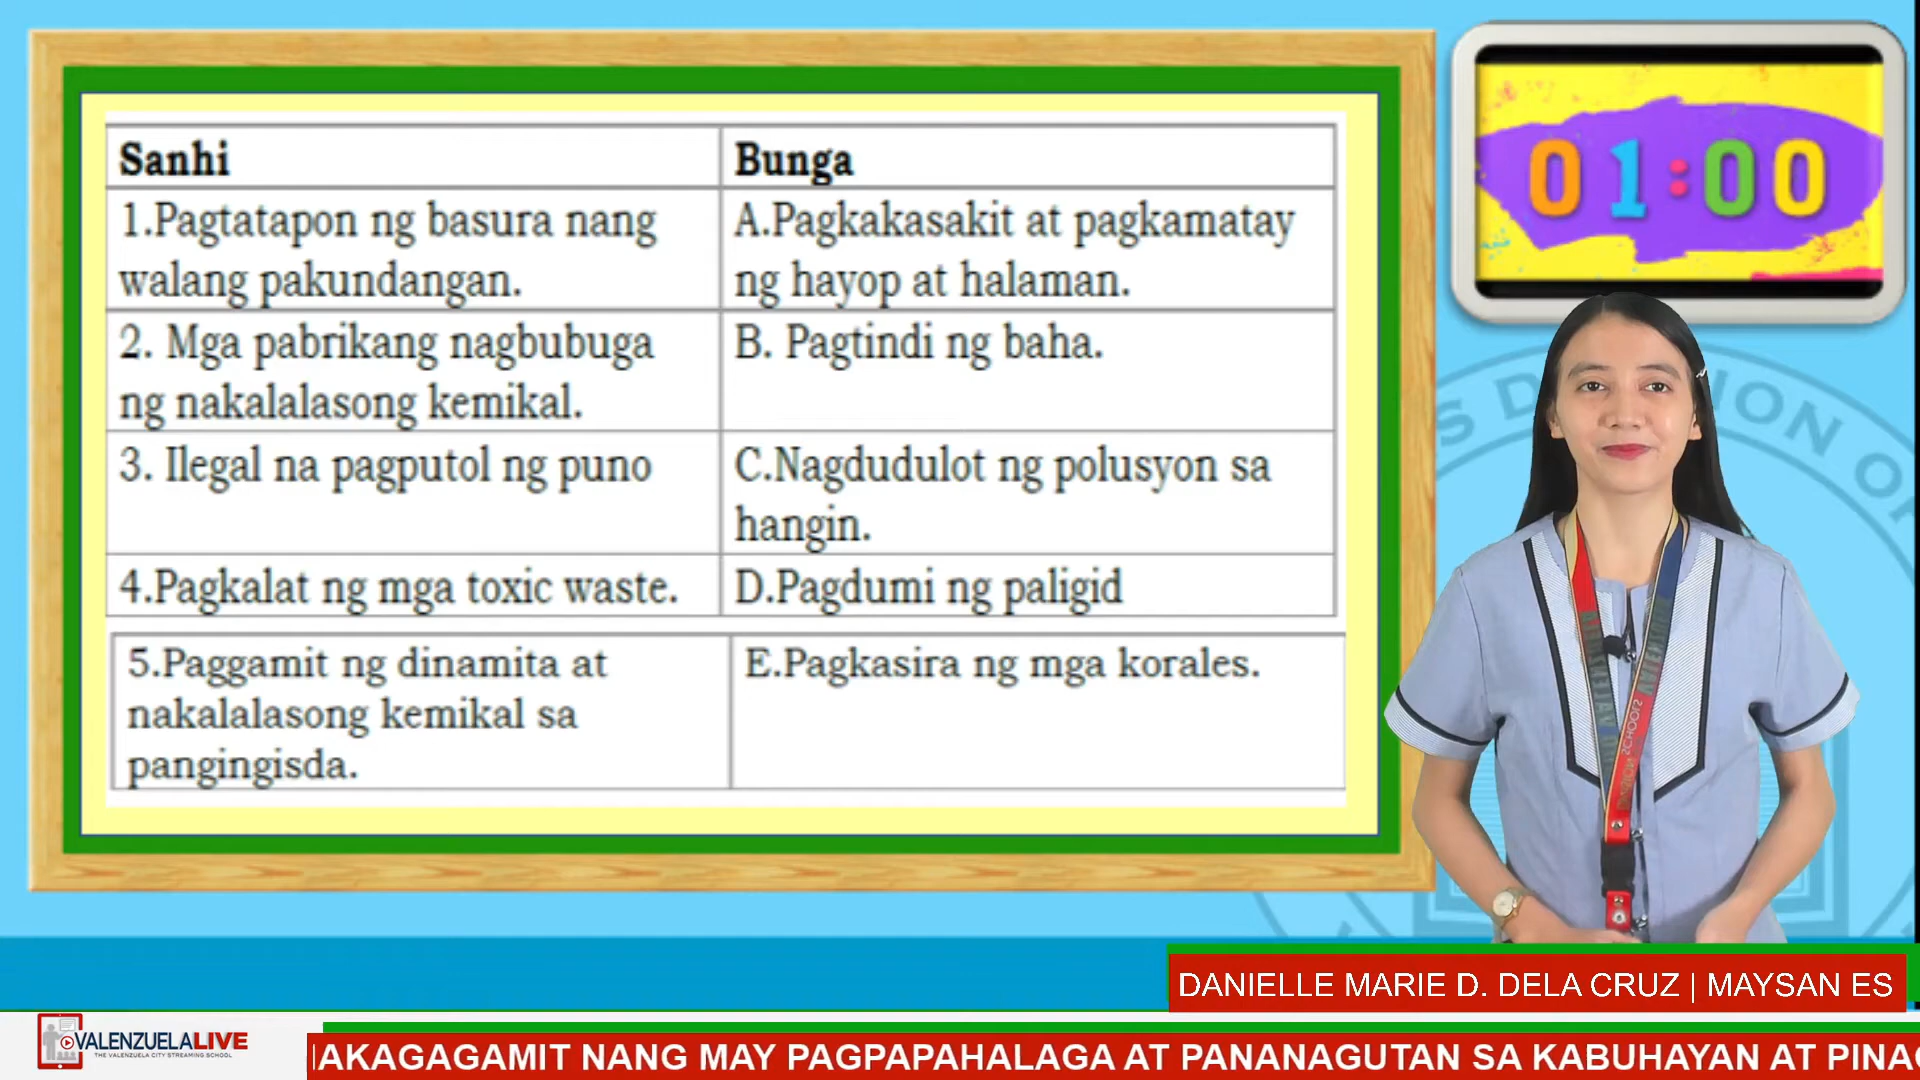 Sanhi
Bunga
1.Pagtatapon ng basura nang
walang pakundangan.
A.Pagkakasakit at pagkamatay
ng hayop at halaman.
2. Mga pabrikang nagbubuga
ng nakalalasong kemikal.
B. Pagtindi ng baha.
3. Ilegal na pagputol ng puno
C.Nagdudulot ng polusyon sa
hangin.
4.Pagkalat ng mga toxic waste.
D.Pagdumi ng paligid
5.Paggamit ng dinamita at
nakalalasong kemikal sa
pangingisda.
E.Pagkasira ng mga korales.
01:00
DANIELLE MARIE D. DELA CRUZ | MAYSAN ES
VALENZUELALIVE
THE VALENZUELA CITY STREAMING SCHOOL
AKAGAGAMIT NANG MAY PAGPAPAHALAGA AT PANANAGUTAN SA KABUHAYAN AT PINAG